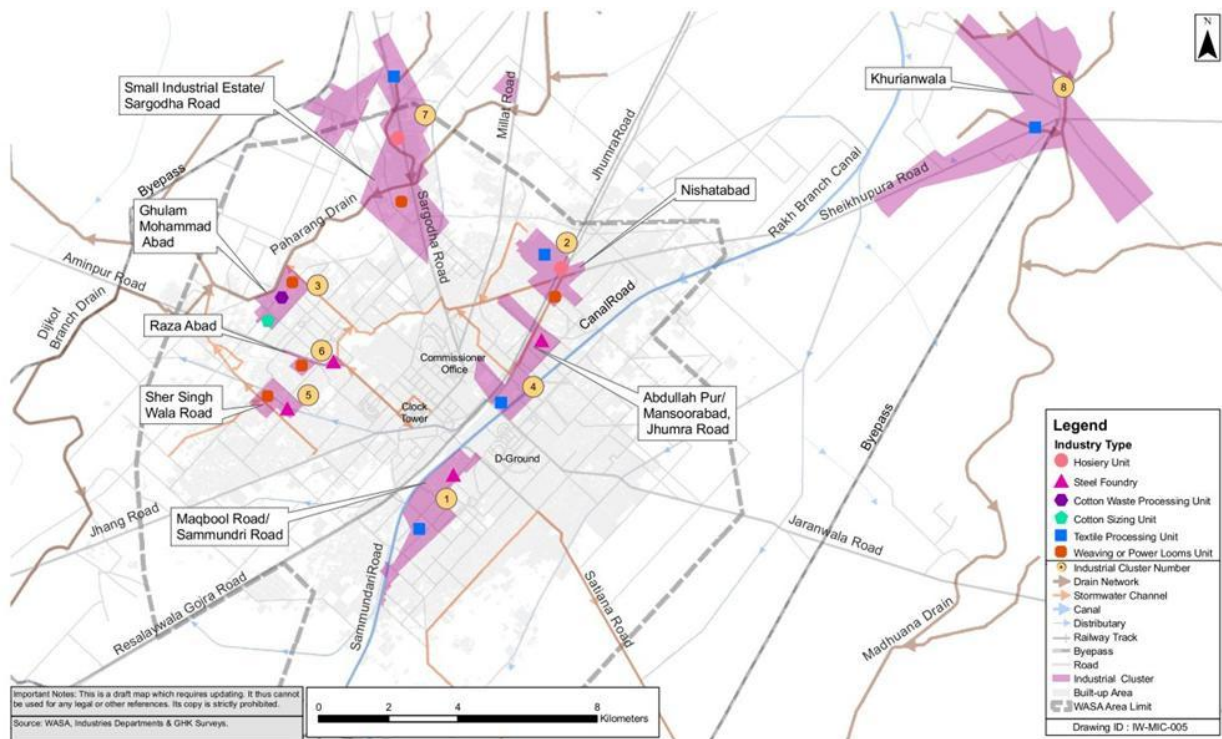 N
Khurianwala
8
Small Industrial Estate/
Sargodha Road
7
Millat Road
JhumraRoad
Rakh Branch Canal
Sheikhupura Road
Byepass
Nishatabad
Ghulam
Mohammad
Abad
Paharang Drain
Sargodha Road
2
Aminpur Road
3
CanalRoad
Dijkot
Branch Drain
Raza Abad
6
Commissioner
Office
Sher Singh
Wala Road
5
4
Abdullah Pur/
Mansoorabad,
Jhumra Road
Byepass
Clock
Tower
D-Ground
Jhang Road
Maqbool Road/
Sammundri Road
1
Jaranwala Road
Resalaywala Gojra Road
SammundariRoad
Satiana Road
Madhuana Drain
Legend
Industry Type
Hosiery Unit
Steel Foundry
Cotton Waste Processing Unit
Cotton Sizing Unit
Textile Processing Unit
Weaving or Power Looms Unit
Industrial Cluster Number
Drain Network
Stormwater Channel
Canal
Distributary
Railway Track
Byepass
Road
Industrial Cluster
Built-up Area
WASA Area Limit
Drawing ID : IW-MIC-005
Important Notes: This is a draft map which requires updating. It thus cannot
be used for any legal or other references. Its copy is strictly prohibited.
Source: WASA, Industries Departments & GHK Surveys.
0 2 4 8
Kilometers